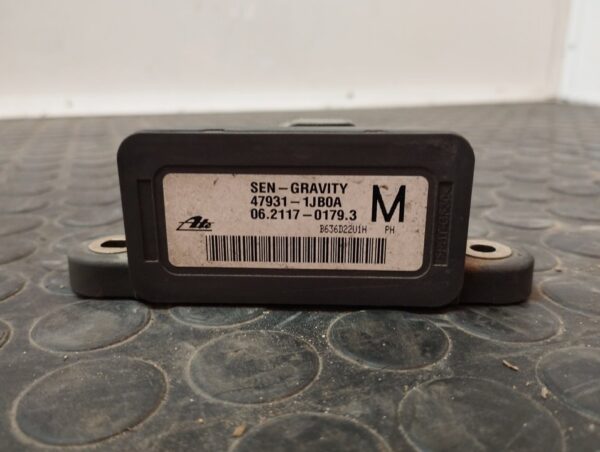 SEN-GRAVITY
47931-1JB0A
06.2117-0179.3
M
Ate
B636D22U1H PH